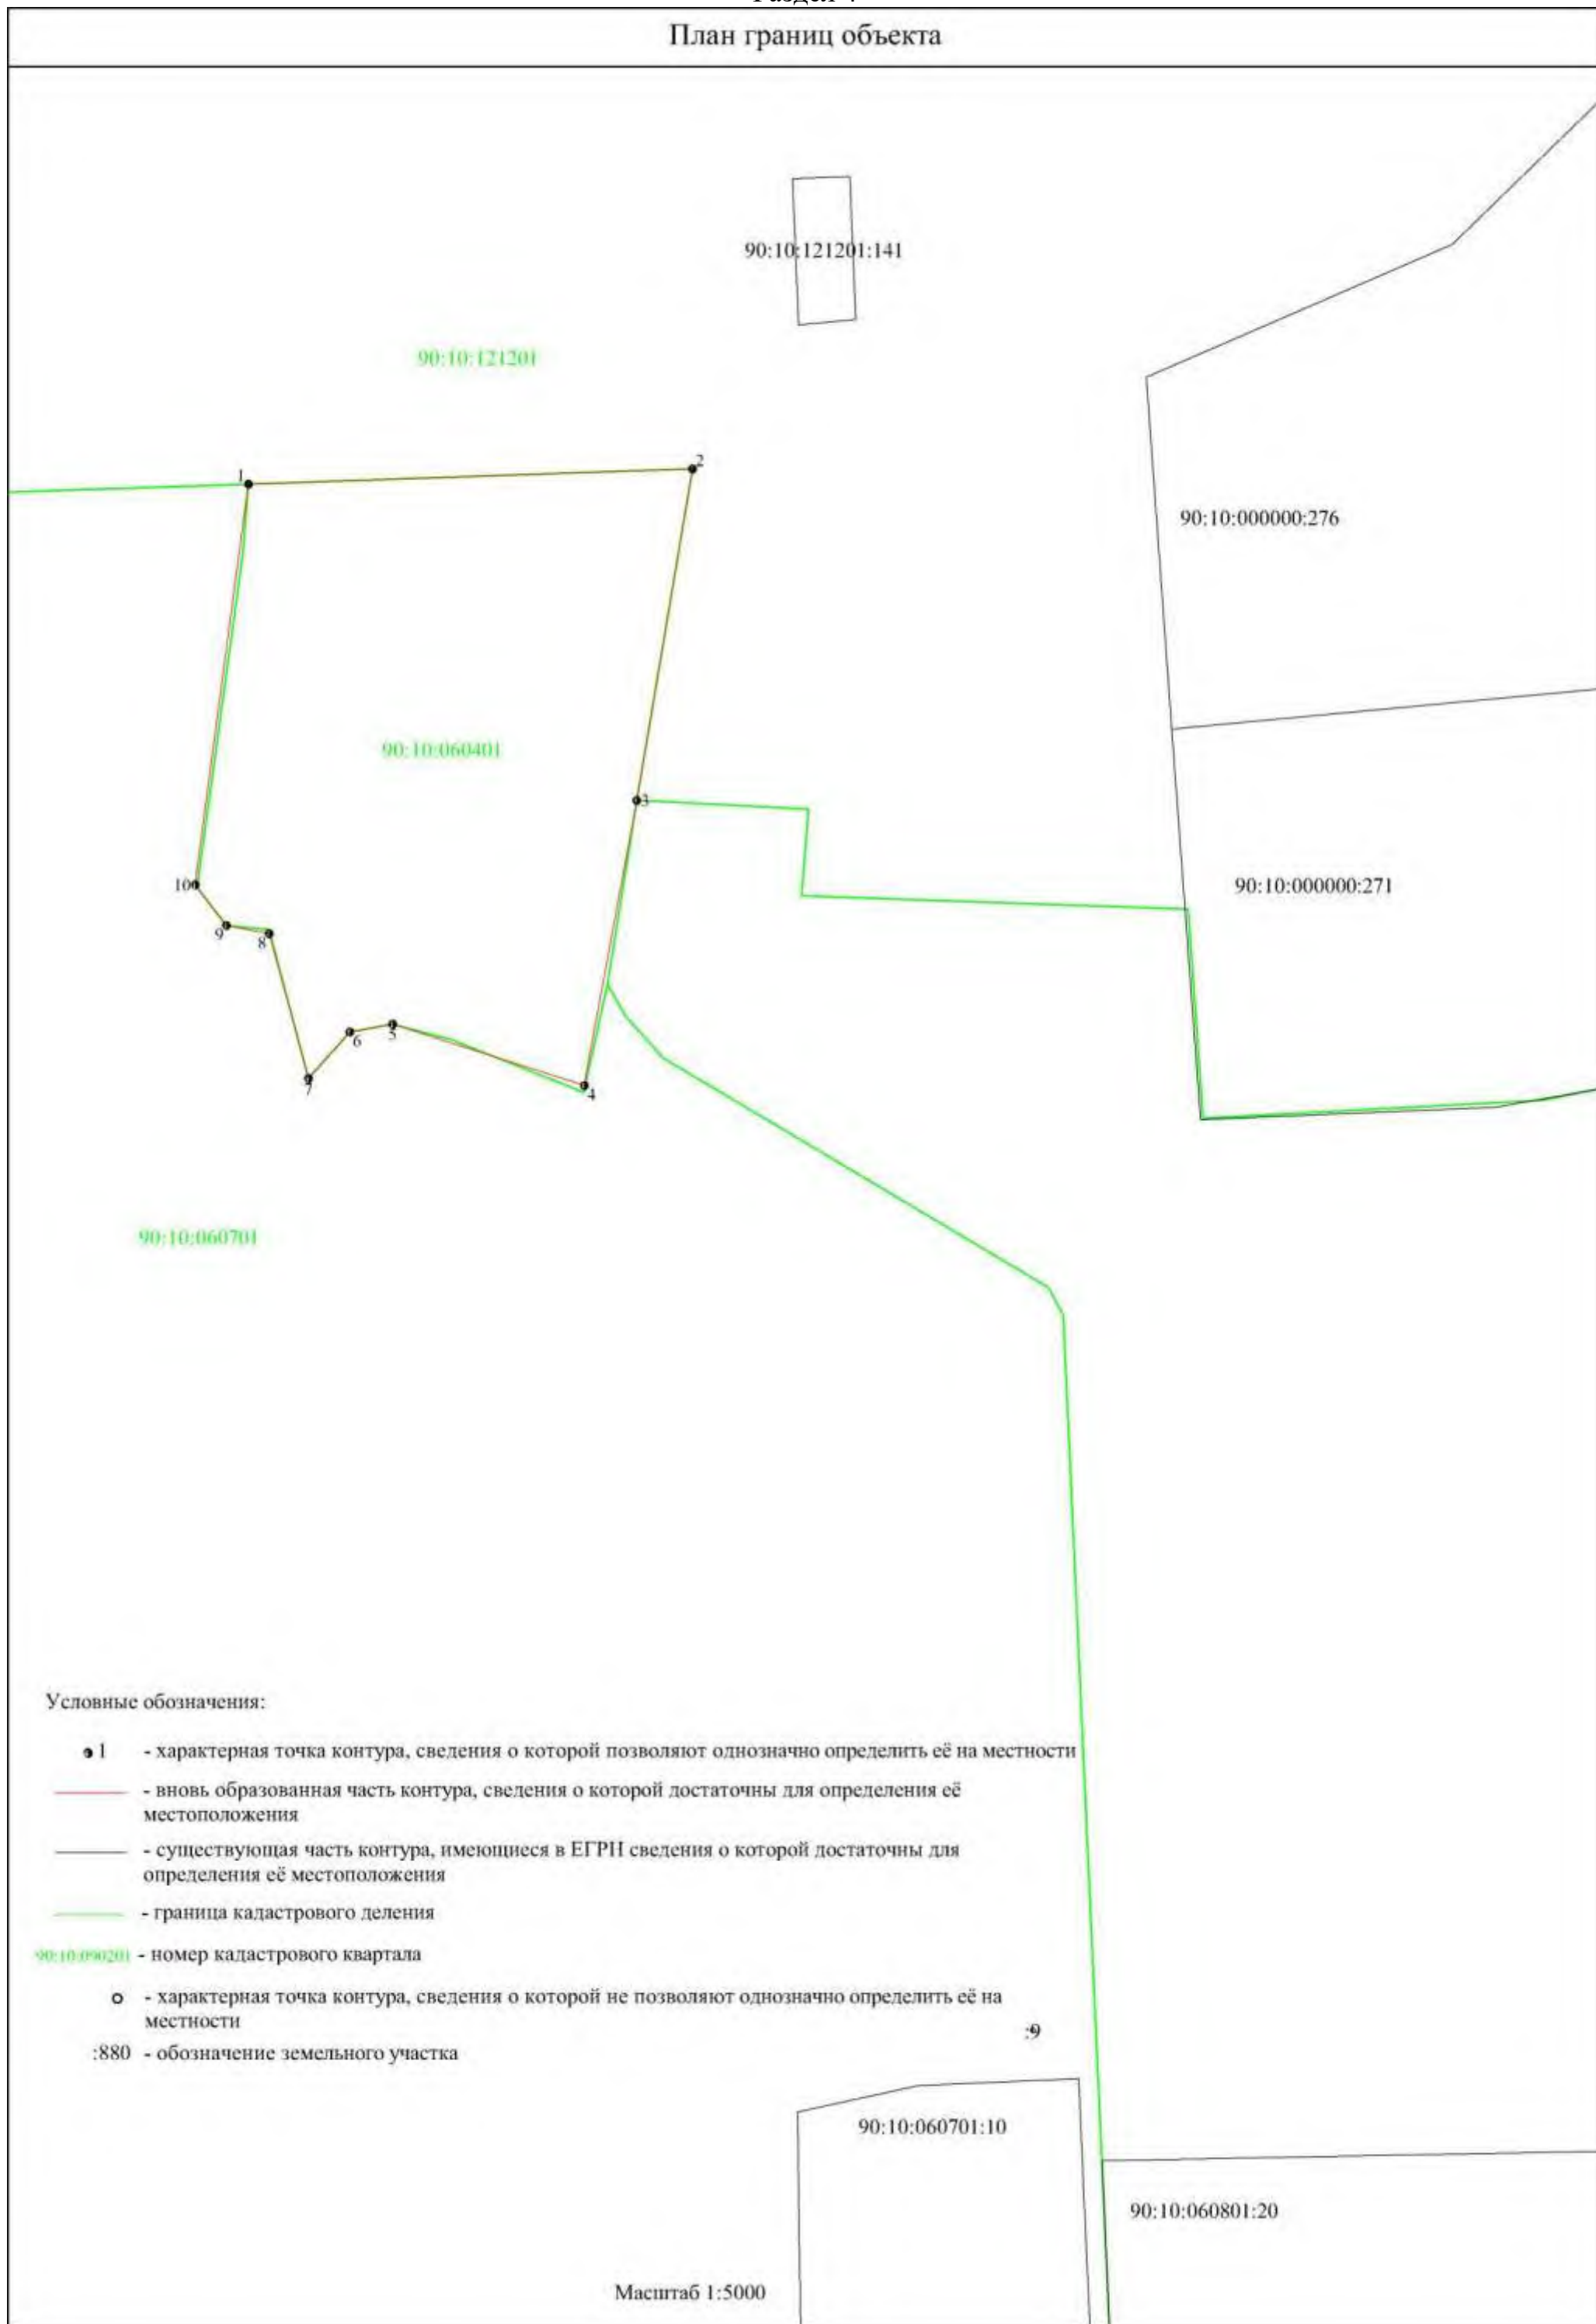 План границ объекта
90:10:121201:141
90:10:121201
1
2
90:10:000000:276
90:10:060401
3
10
90:10:000000:271
9
8
5
6
7
4
90:10:060701
Условные обозначения:
1 - характерная точка контура, сведения о которой позволяют однозначно определить её на местности
- вновь образованная часть контура, сведения о которой достаточны для определения её
местоположения
- существующая часть контура, имеющиеся в ЕГРН сведения о которой достаточны для
определения её местоположения
- граница кадастрового деления
90:10:090201 - номер кадастрового квартала
- характерная точка контура, сведения о которой не позволяют однозначно определить её на
местности
:9
:880 - обозначение земельного участка
90:10:060701:10
90:10:060801:20
Масштаб 1:5000